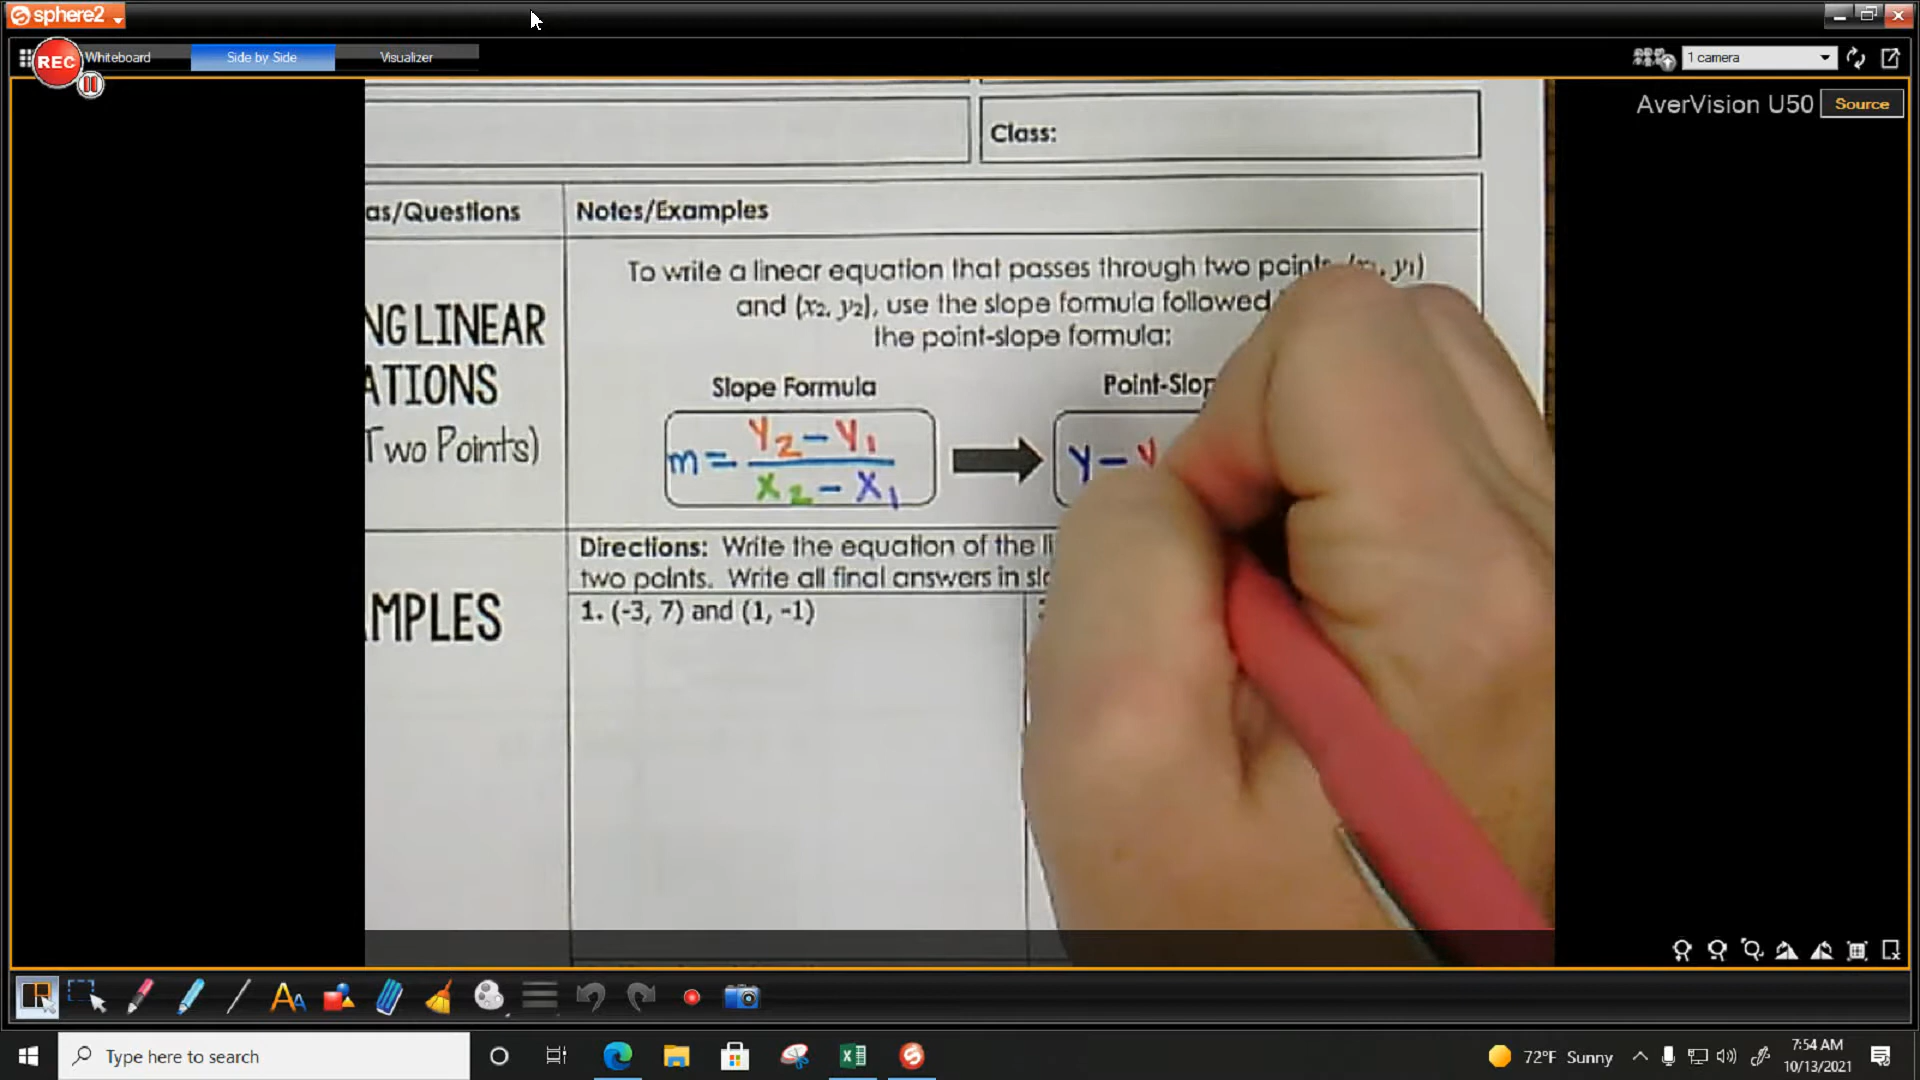 sphere2
REC
Whiteboard
Side by Side
Visualizer
1 camera
AverVision U50
Source
Class:
as/Questions
Notes/Examples
To write a linear equation that passes through two points, (x₁, y₁)
and (x₂, y₂), use the slope formula followed
the point-slope formula:
NG LINEAR
ATIONS
Two Points)
Slope Formula
m = y₂ - y₁ / x₂ - x₁
Point-Slop
y - y
Directions: Write the equation of the li
two points. Write all final answers in slo
MPLES
1. (-3, 7) and (1, -1)
Type here to search
72°F Sunny
7:54 AM
10/13/2021